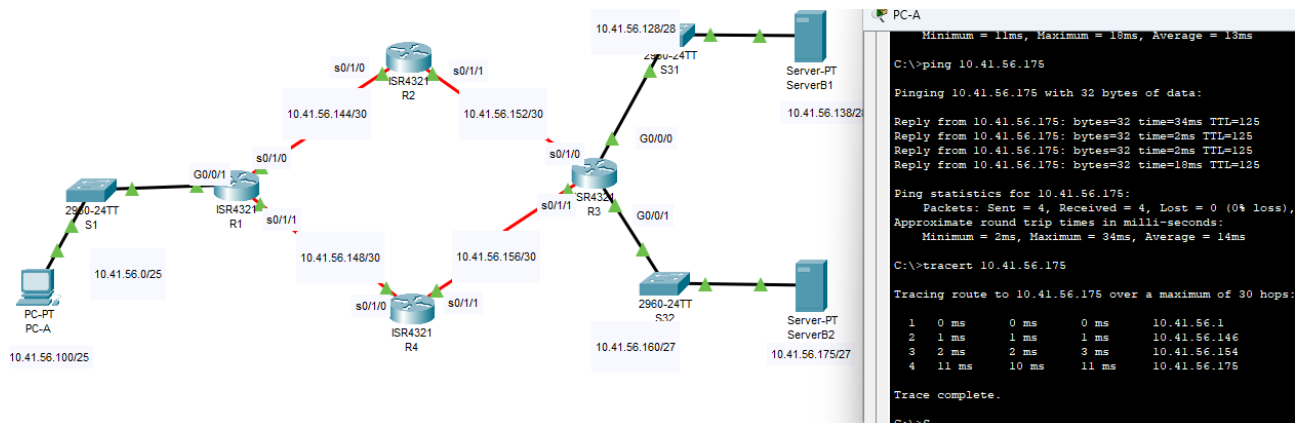 10.41.56.128/28
2960-24TT
S31
Server-PT
ServerB1
10.41.56.138/28
s0/1/0
s0/1/1
ISR4321
R2
10.41.56.144/30
10.41.56.152/30
s0/1/0
G0/0/1
s0/1/0
G0/0/0
2960-24TT
S1
ISR4321
R1
s0/1/1
s0/1/1
SR4321
R3
G0/0/1
10.41.56.0/25
10.41.56.148/30
10.41.56.156/30
PC-PT
PC-A
10.41.56.100/25
s0/1/0
s0/1/1
ISR4321
R4
2960-24TT
S32
10.41.56.160/27
Server-PT
ServerB2
10.41.56.175/27
PC-A
Minimum = 11ms, Maximum = 18ms, Average = 13ms
C:\>ping 10.41.56.175
Pinging 10.41.56.175 with 32 bytes of data:
Reply from 10.41.56.175: bytes=32 time=34ms TTL=125
Reply from 10.41.56.175: bytes=32 time=2ms TTL=125
Reply from 10.41.56.175: bytes=32 time=2ms TTL=125
Reply from 10.41.56.175: bytes=32 time=18ms TTL=125
Ping statistics for 10.41.56.175:
Packets: Sent = 4, Received = 4, Lost = 0 (0% loss),
Approximate round trip times in milli-seconds:
Minimum = 2ms, Maximum = 34ms, Average = 14ms
C:\>tracert 10.41.56.175
Tracing route to 10.41.56.175 over a maximum of 30 hops:
1 0 ms 0 ms 0 ms 10.41.56.1
2 1 ms 1 ms 1 ms 10.41.56.146
3 2 ms 2 ms 3 ms 10.41.56.154
4 11 ms 10 ms 11 ms 10.41.56.175
Trace complete.